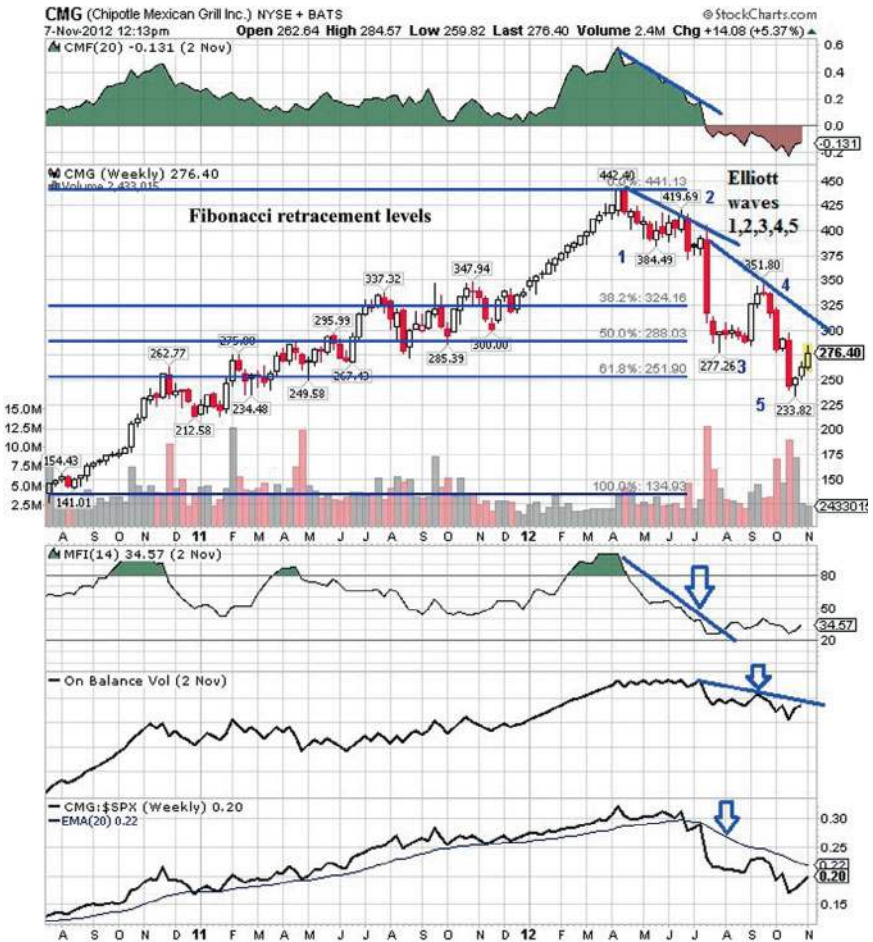 CMG (Chipotle Mexican Grill Inc.) NYSE + BATS © StockCharts.com
7-Nov-2012 12:13pm Open 262.64 High 284.57 Low 259.82 Last 276.40 Volume 2.4M Chg +14.08 (+5.37%)
CMF(20) -0.131 (2 Nov)
0.6
0.4
0.2
0.0
-0.131
-0.2
CMG (Weekly) 276.40
Volume 2,433,015
442.40
0.0%: 441.13
Elliott
waves
1,2,3,4,5
Fibonacci retracement levels
2
419.69
1
384.49
347.94
337.32
351.80
4
38.2%: 324.16
295.99
300.00
50.0%: 288.03
285.39
262.77
267.43
277.26
3
249.58
61.8%: 251.90
234.48
5
233.82
212.58
154.43
141.01
100.0%: 134.93
450
425
400
375
350
325
300
276.40
250
225
200
175
150
2433015
15.0M
12.5M
10.0M
7.5M
5.0M
2.5M
A S O N D 11 F M A M J J A S O N D 12 F M A M J J A S O N
MFI(14) 34.57 (2 Nov)
80
50
34.57
20
On Balance Vol (2 Nov)
CMG:$SPX (Weekly) 0.20
EMA(20) 0.22
0.30
0.25
0.22
0.20
0.15
A S O N D 11 F M A M J J A S O N D 12 F M A M J J A S O N